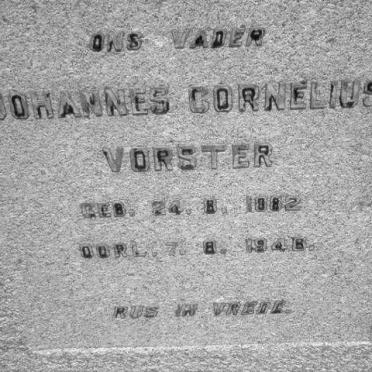 ONS VADER
JOHANNES CORNELIUS
VORSTER
GEB. 24. 8. 1882
OORL. 7. 8. 1948.
RUS IN VREDE.